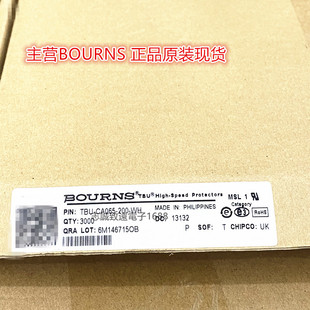 主营BOURNS 正品原装现货
BOURNS® TBU® High-Speed Protectors
MSL 1
Category
P\N: TBU-CA065-200-WH
MADE IN PHILIPPINES
QTY: 3000
DC: 13132
RoHS
QRA LOT: 6M146715OB
P SOF: T CHIPCO: UK